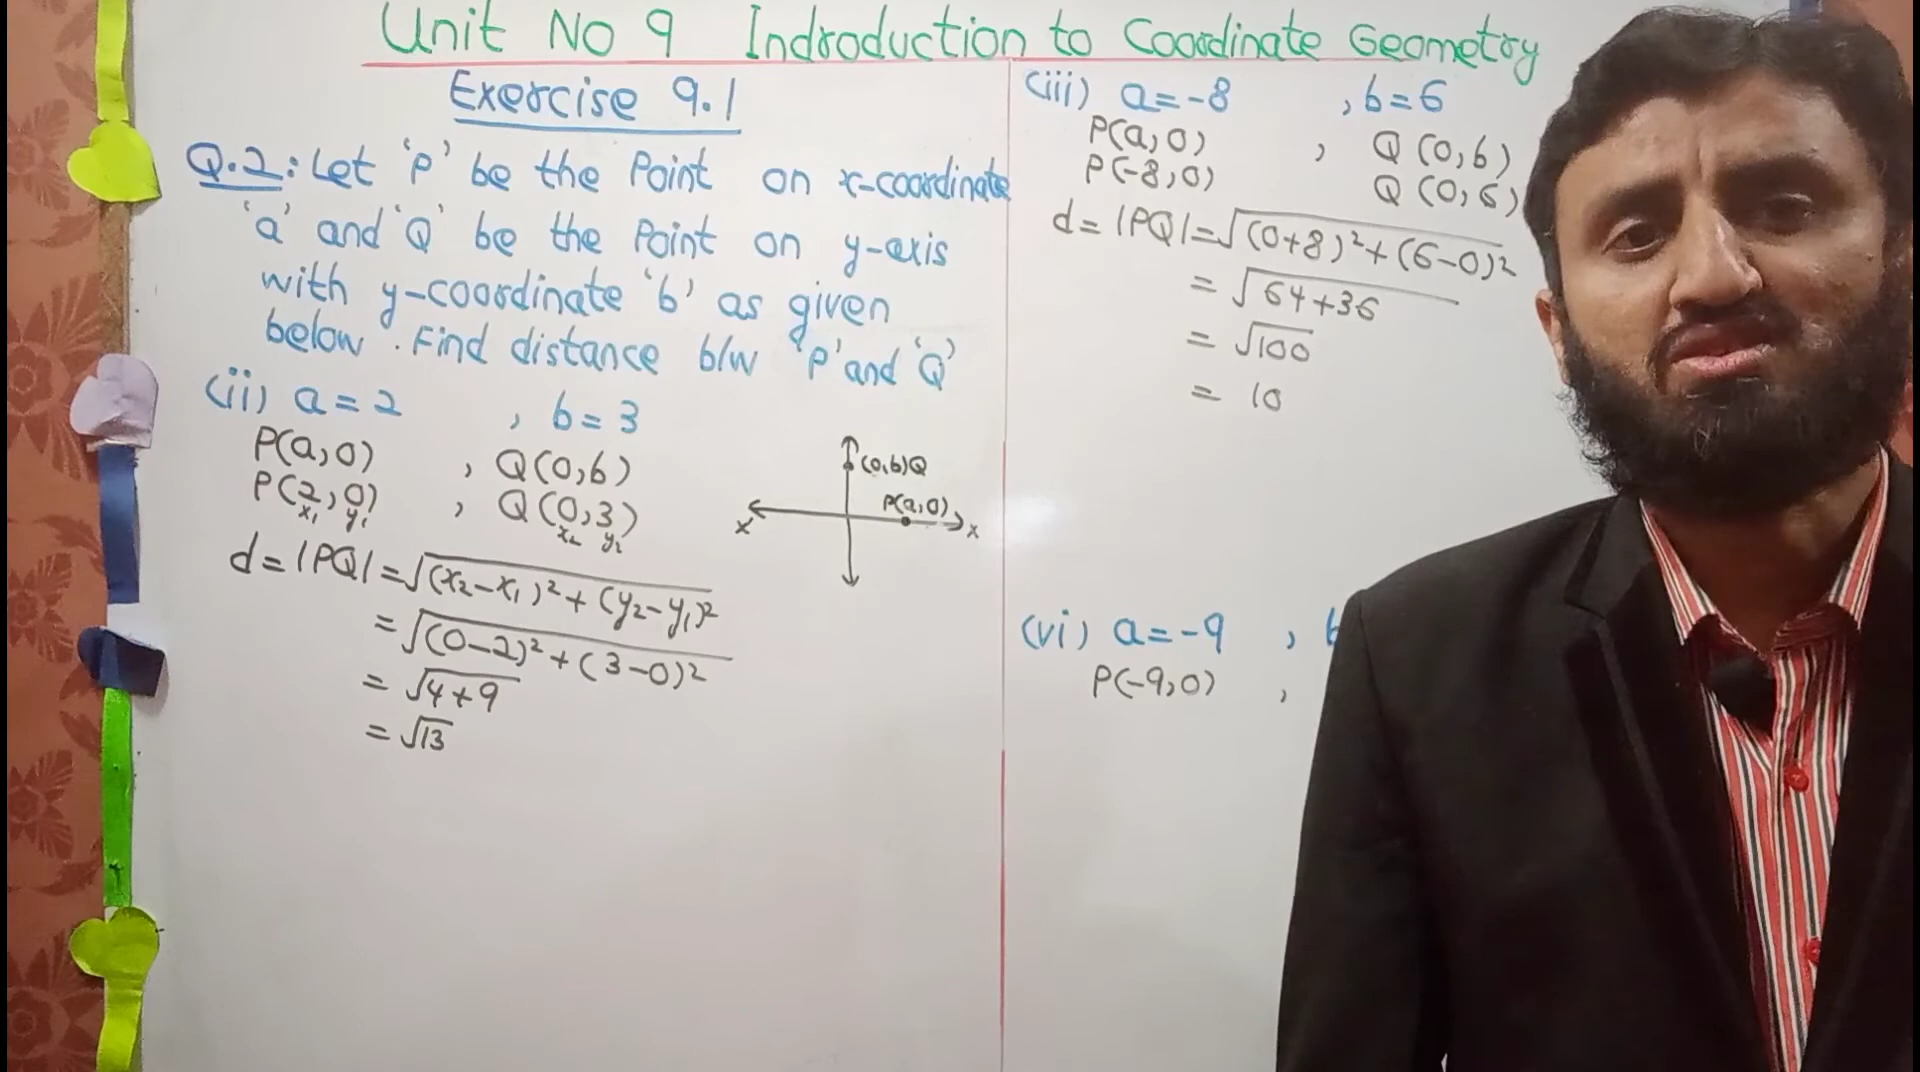 Unit No 9 Indroduction to Coordinate Geometry
Exercise 9.1
Q.2: Let 'P' be the Point on x-coordinate
'a' and 'Q' be the Point on y-axis
with y-coordinate 'b' as given
below. Find distance b/w 'P' and 'Q'
(ii) a = 2 , b = 3
P(a,0) , Q(0,b)
P(2,0) , Q(0,3)
x₁ y₁ x₂ y₂
d = |PQ| = √(x₂-x₁)²+(y₂-y₁)²
= √(0-2)²+(3-0)²
= √4+9
= √13
(0,b)Q
P(a,0)
x' x
(iii) a = -8 , b = 6
P(a,0) , Q(0,b)
P(-8,0) Q(0,6)
d = |PQ| = √(0+8)²+(6-0)²
= √64+36
= √100
= 10
(vi) a = -9 ,
P(-9,0) ,